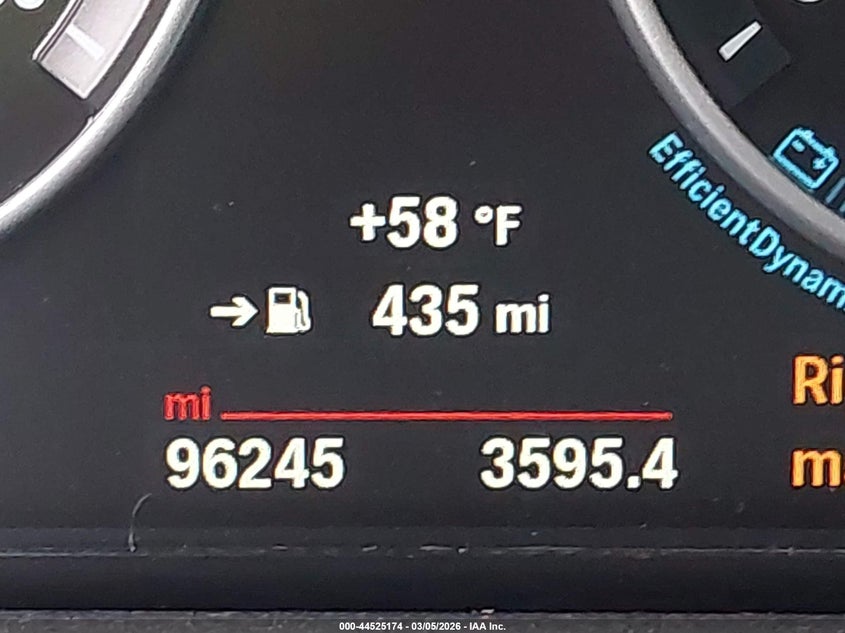 +58 °F
→ 435 mi
mi
96245 3595.4
EfficientDynam
Ri
m
000-44525174 - 03/05/2026 - IAA Inc.